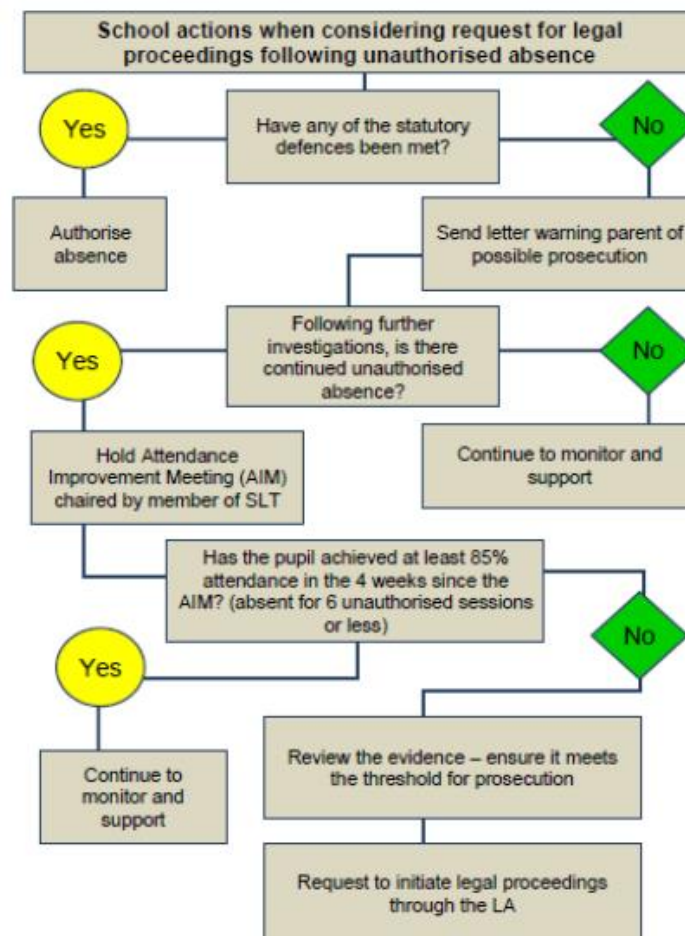 School actions when considering request for legal
proceedings following unauthorised absence
Yes
Have any of the statutory
defences been met?
No
Authorise
absence
Send letter warning parent of
possible prosecution
Yes
Following further
investigations, is there
continued unauthorised
absence?
No
Hold Attendance
Improvement Meeting (AIM)
chaired by member of SLT
Continue to monitor and
support
Has the pupil achieved at least 85%
attendance in the 4 weeks since the
AIM? (absent for 6 unauthorised sessions
or less)
Yes
No
Continue to
monitor and
support
Review the evidence – ensure it meets
the threshold for prosecution
Request to initiate legal proceedings
through the LA